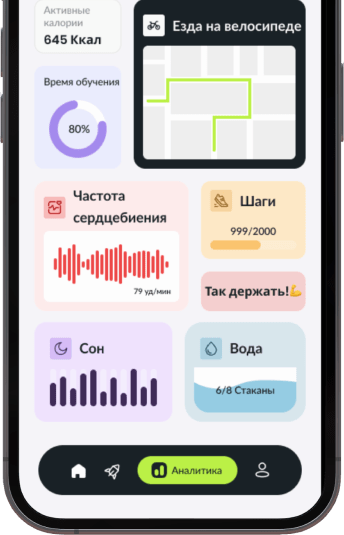 Активные
калории
645 Ккал
Езда на велосипеде
Время обучения
80%
Частота
сердцебиения
79 уд/мин
Шаги
999/2000
Так держать!💪
Сон
Вода
6/8 Стаканы
Аналитика